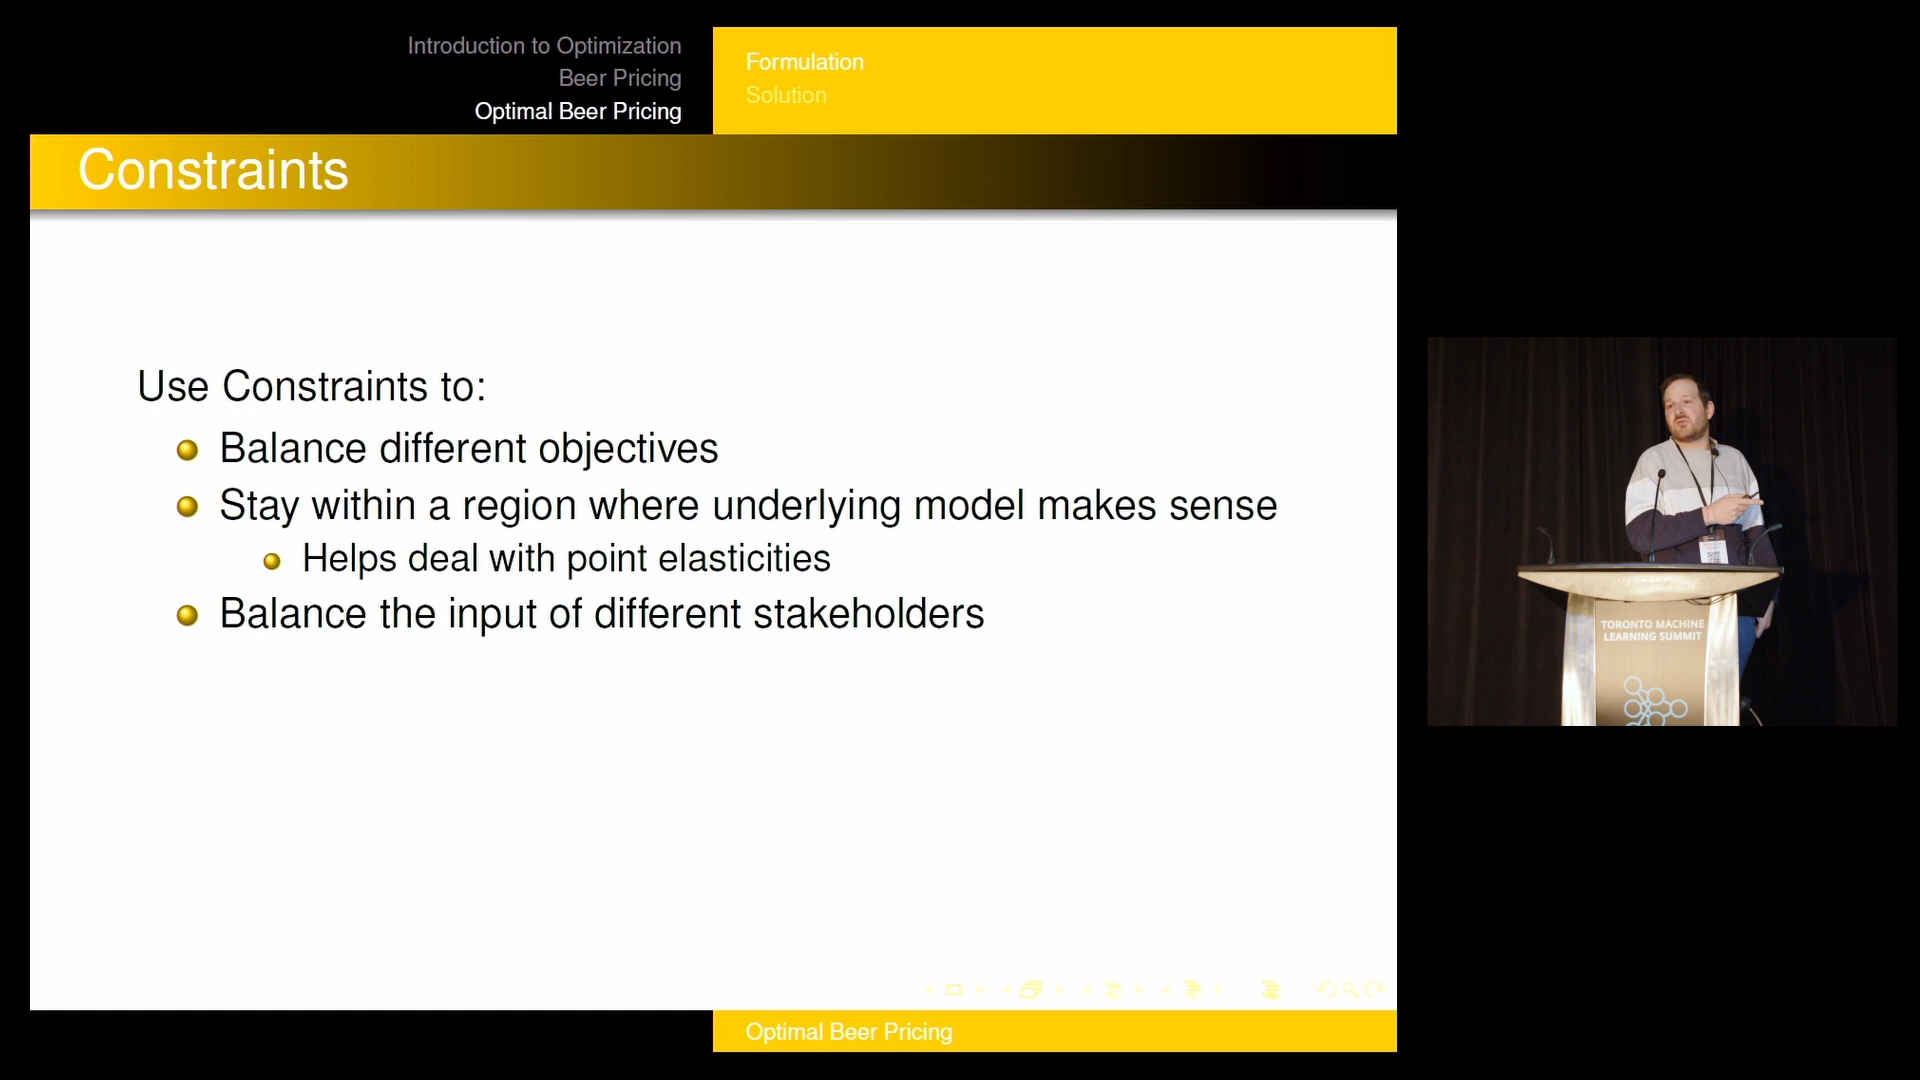 Introduction to Optimization
Beer Pricing
Optimal Beer Pricing
Formulation
Solution
Constraints
Use Constraints to:
Balance different objectives
Stay within a region where underlying model makes sense
Helps deal with point elasticities
Balance the input of different stakeholders
Optimal Beer Pricing
TORONTO MACHINE
LEARNING SUMMIT